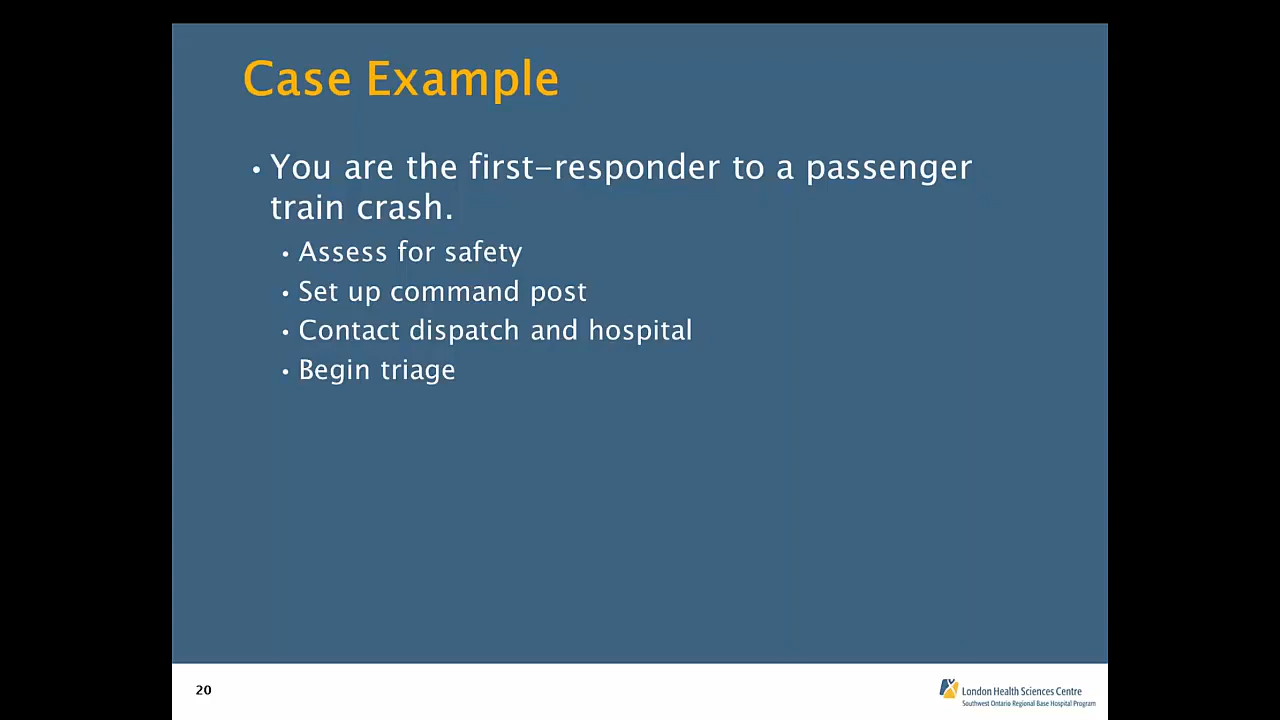 Case Example
• You are the first-responder to a passenger
train crash.
• Assess for safety
• Set up command post
• Contact dispatch and hospital
• Begin triage
20
London Health Sciences Centre
Southwest Ontario Regional Base Hospital Program